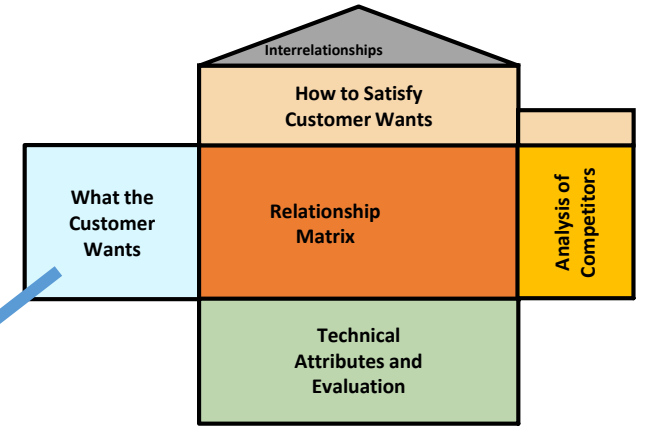 Interrelationships
How to Satisfy
Customer Wants
What the
Customer
Wants
Relationship
Matrix
Analysis of
Competitors
Technical
Attributes and
Evaluation